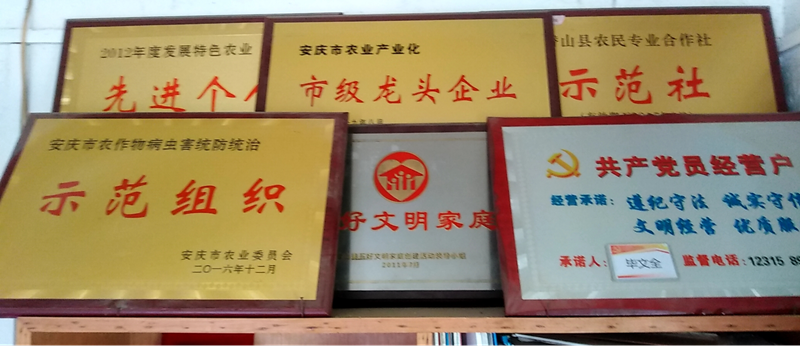 2012年度发展特色农业
先进个
安庆市农业产业化
市级龙头企业
山县农民专业合作社
示范社
安庆市农作物病虫害统防统治
示范组织
安庆市农业委员会
二〇一六年十二月
好文明家庭
共产党员经营户
经营承诺：遵纪守法 诚实守
文明经营 优质服
承诺人：毕文全 监督电话：12315